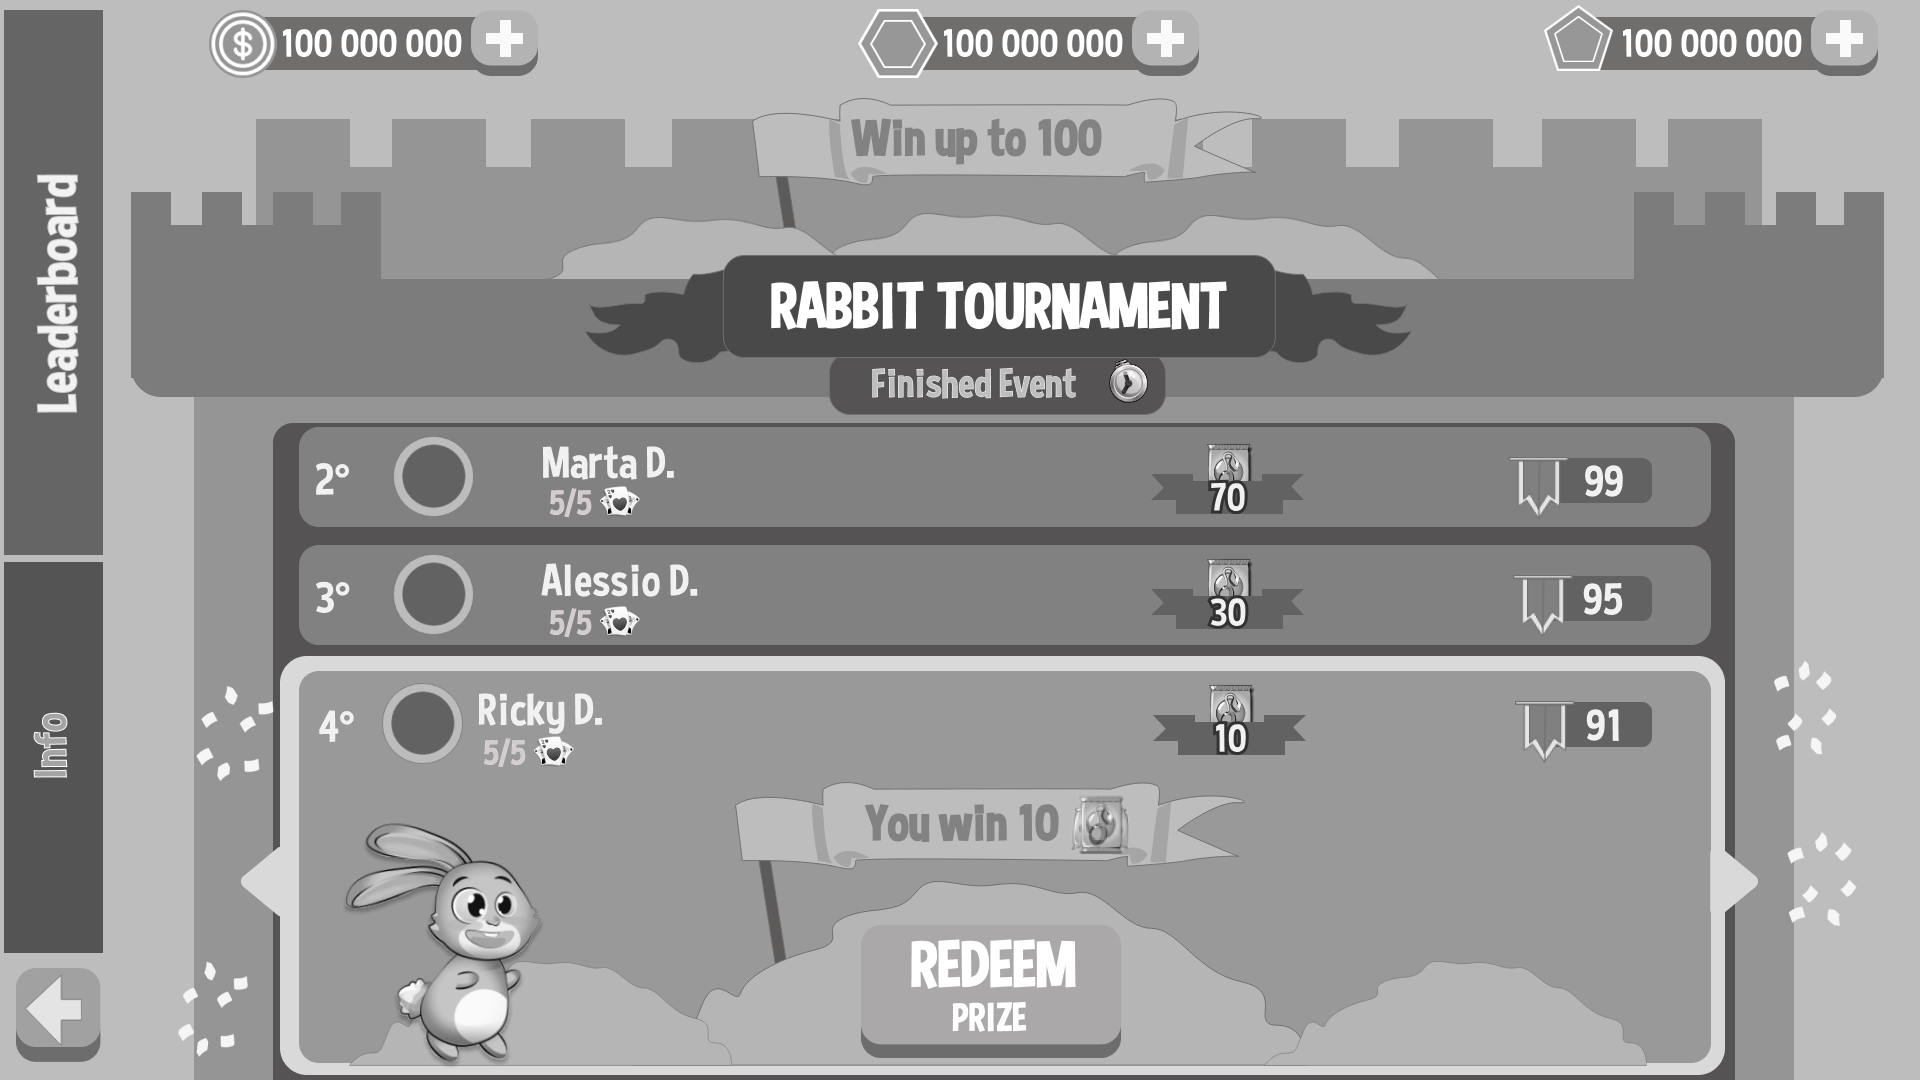 100 000 000
100 000 000
100 000 000
Leaderboard
Info
Win up to 100
RABBIT TOURNAMENT
Finished Event
2°
Marta D.
5/5
70
99
3°
Alessio D.
5/5
30
95
4°
Ricky D.
5/5
10
91
You win 10
REDEEM
PRIZE